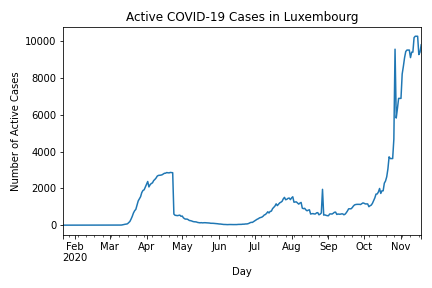 Active COVID-19 Cases in Luxembourg
Number of Active Cases
10000
8000
6000
4000
2000
0
Feb Mar Apr May Jun Jul Aug Sep Oct Nov
2020
Day